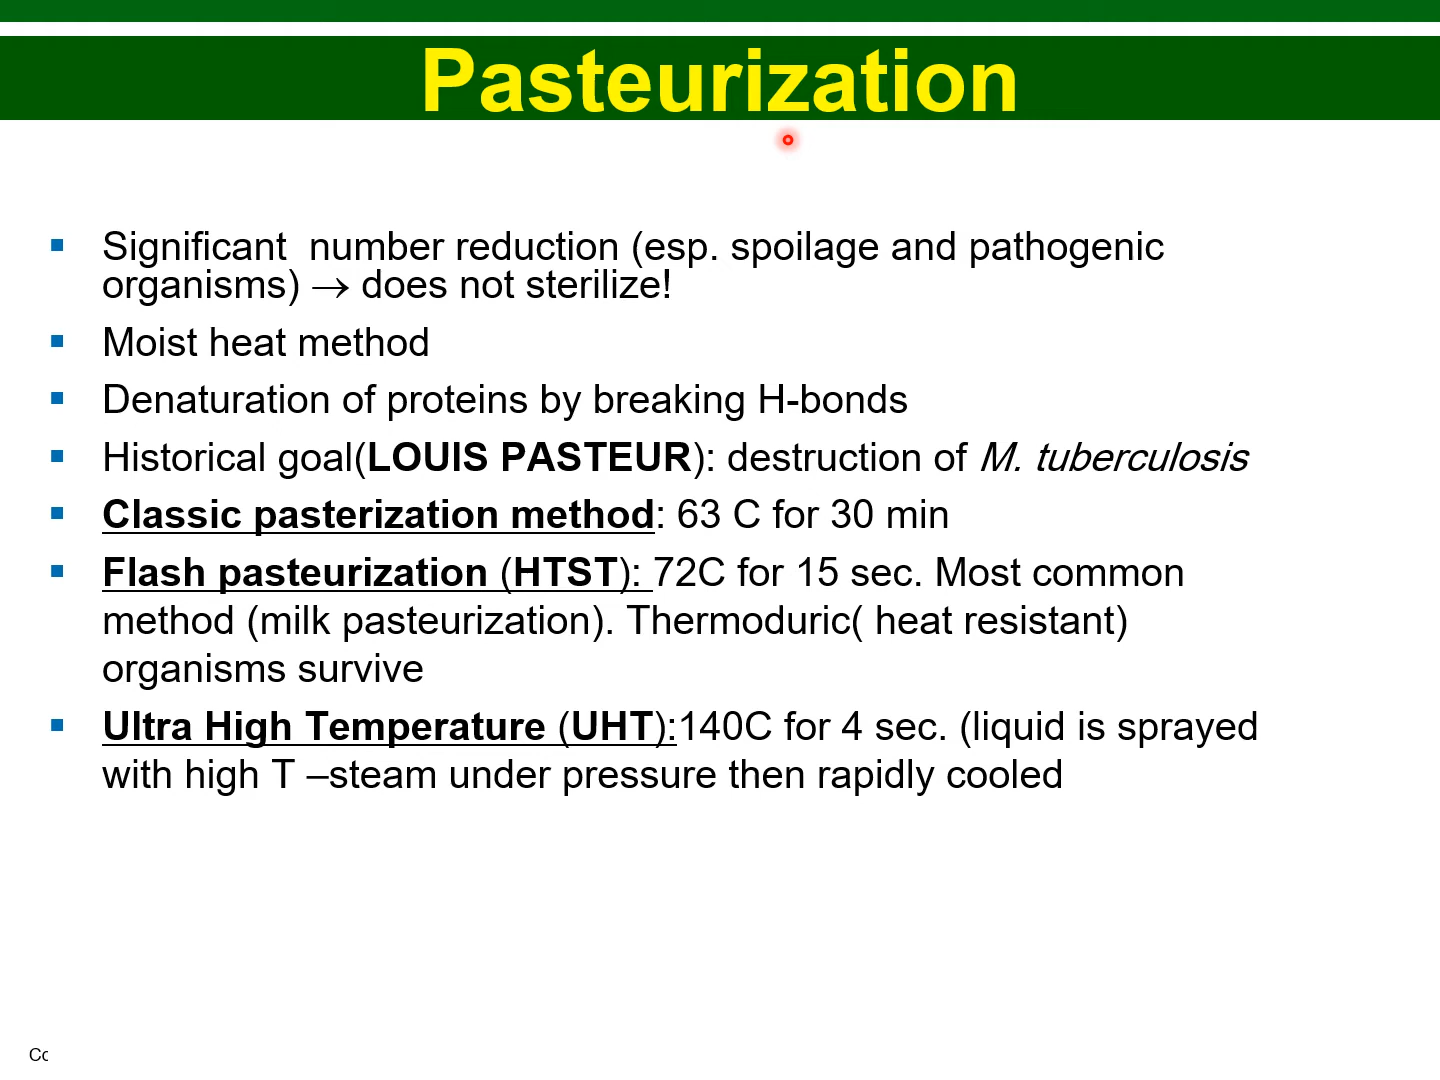 Pasteurization
Significant  number reduction (esp. spoilage and pathogenic
organisms) → does not sterilize!
Moist heat method
Denaturation of proteins by breaking H-bonds
Historical goal(LOUIS PASTEUR): destruction of M. tuberculosis
Classic pasterization method: 63 C for 30 min
Flash pasteurization (HTST): 72C for 15 sec. Most common
method (milk pasteurization). Thermoduric( heat resistant)
organisms survive
Ultra High Temperature (UHT):140C for 4 sec. (liquid is sprayed
with high T –steam under pressure then rapidly cooled